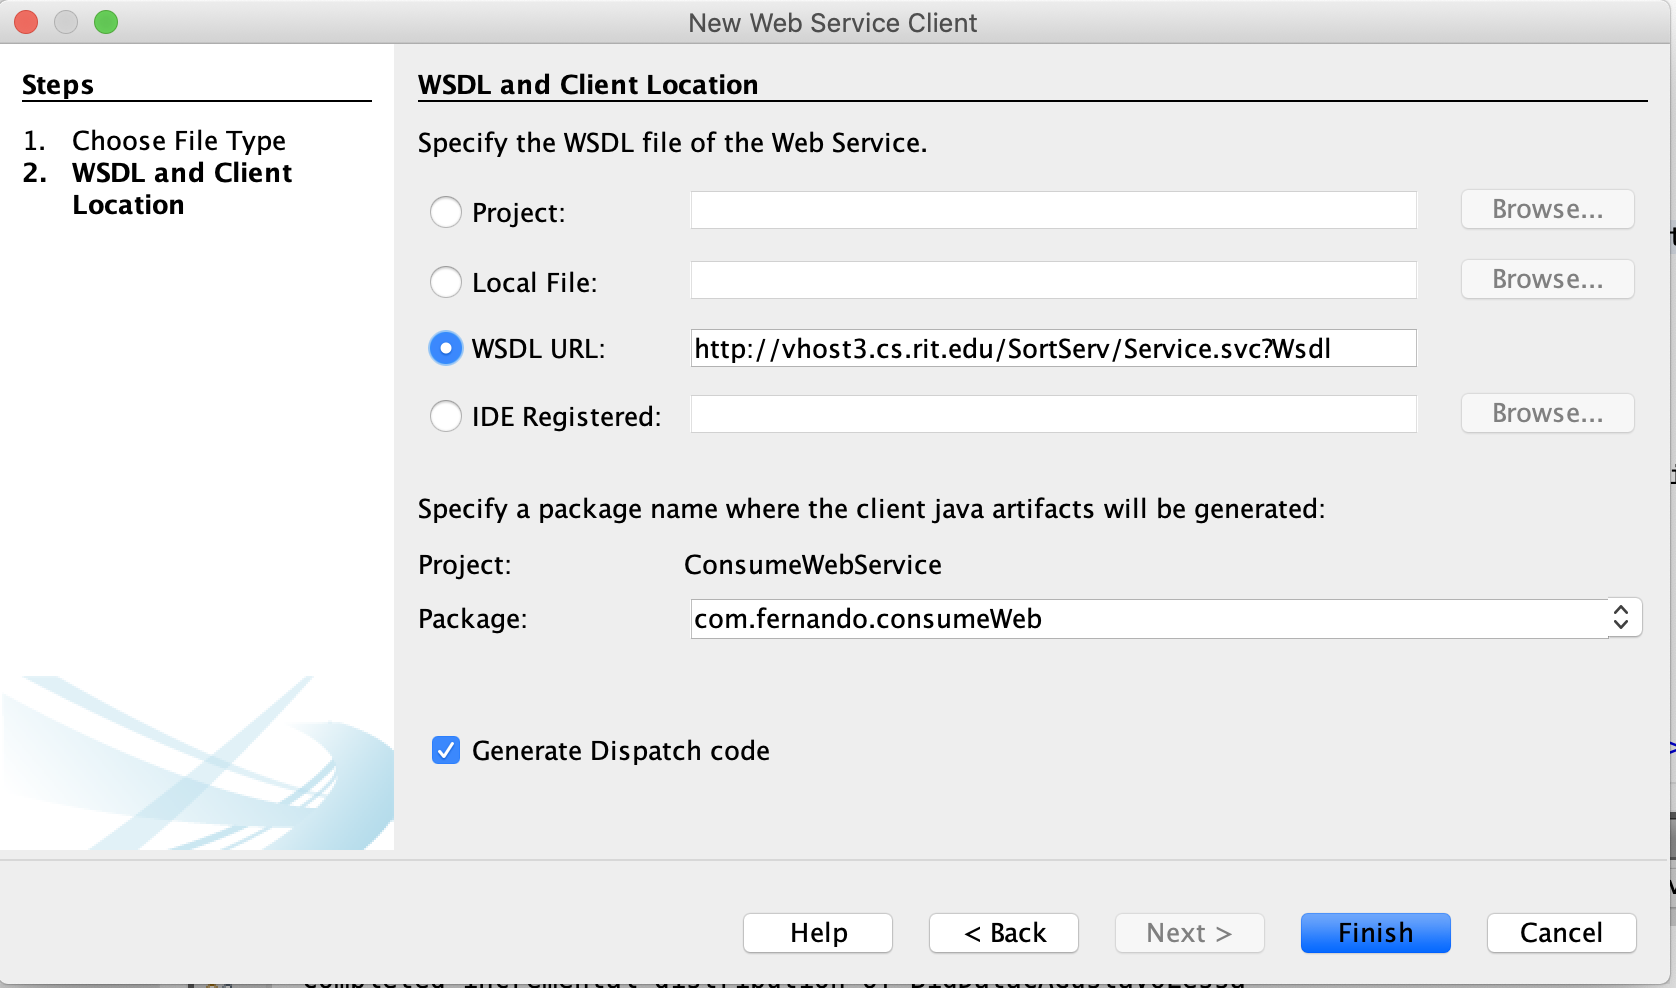 New Web Service Client
Steps
1. Choose File Type
2. WSDL and Client
Location
WSDL and Client Location
Specify the WSDL file of the Web Service.
Project:
Browse...
Local File:
Browse...
WSDL URL:
http://vhost3.cs.rit.edu/SortServ/Service.svc?Wsdl
IDE Registered:
Browse...
Specify a package name where the client java artifacts will be generated:
Project:
ConsumeWebService
Package:
com.fernando.consumeWeb
Generate Dispatch code
Help
< Back
Next >
Finish
Cancel